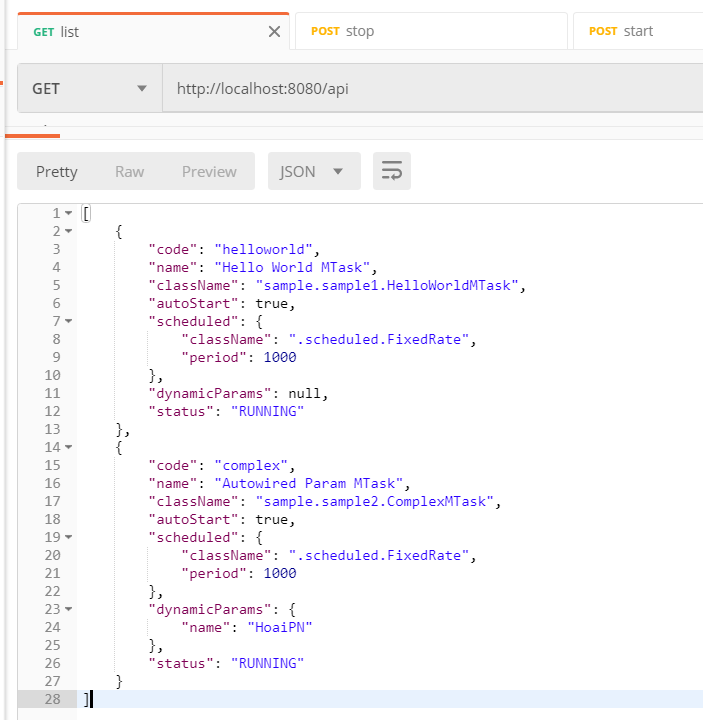 GET list
POST stop
POST start
GET
http://localhost:8080/api
Pretty Raw Preview JSON
1 [
2 {
3 "code": "helloworld",
4 "name": "Hello World MTask",
5 "className": "sample.sample1.HelloWorldMTask",
6 "autoStart": true,
7 "scheduled": {
8 "className": ".scheduled.FixedRate",
9 "period": 1000
10 },
11 "dynamicParams": null,
12 "status": "RUNNING"
13 },
14 {
15 "code": "complex",
16 "name": "Autowired Param MTask",
17 "className": "sample.sample2.ComplexMTask",
18 "autoStart": true,
19 "scheduled": {
20 "className": ".scheduled.FixedRate",
21 "period": 1000
22 },
23 "dynamicParams": {
24 "name": "HoaiPN"
25 },
26 "status": "RUNNING"
27 }
28 ]